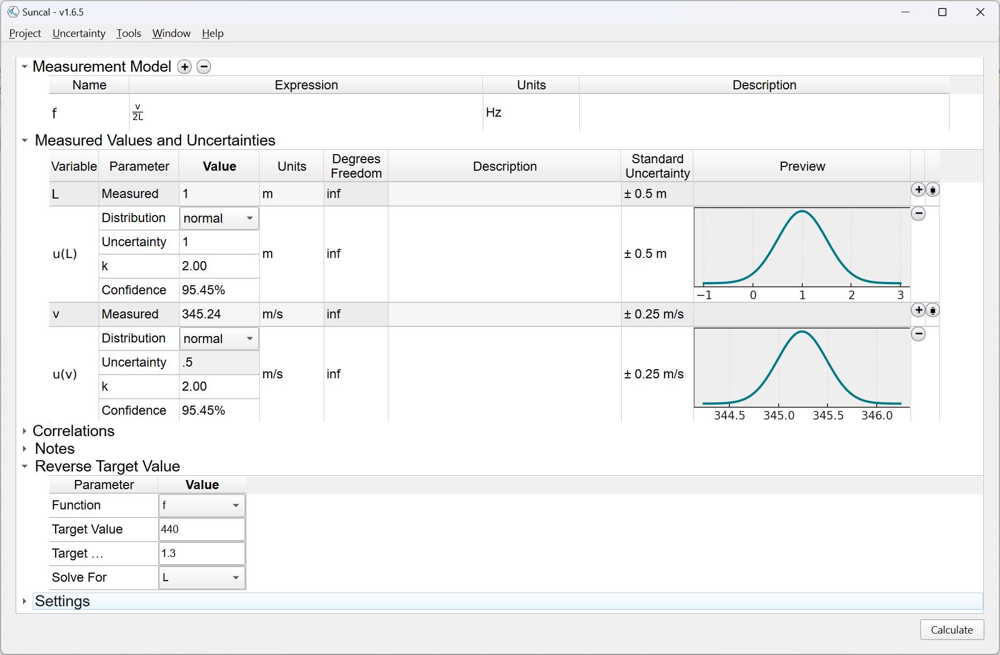 Suncal - v1.6.5
Project Uncertainty Tools Window Help
Measurement Model
Name Expression Units Description
f v/2L Hz
Measured Values and Uncertainties
Variable Parameter Value Units Degrees Freedom Description Standard Uncertainty Preview
L Measured 1 m inf ± 0.5 m
u(L) Distribution normal m inf ± 0.5 m
Uncertainty 1
k 2.00
Confidence 95.45%
−1 0 1 2 3
v Measured 345.24 m/s inf ± 0.25 m/s
u(v) Distribution normal m/s inf ± 0.25 m/s
Uncertainty .5
k 2.00
Confidence 95.45%
344.5 345.0 345.5 346.0
Correlations
Notes
Reverse Target Value
Parameter Value
Function f
Target Value 440
Target … 1.3
Solve For L
Settings
Calculate